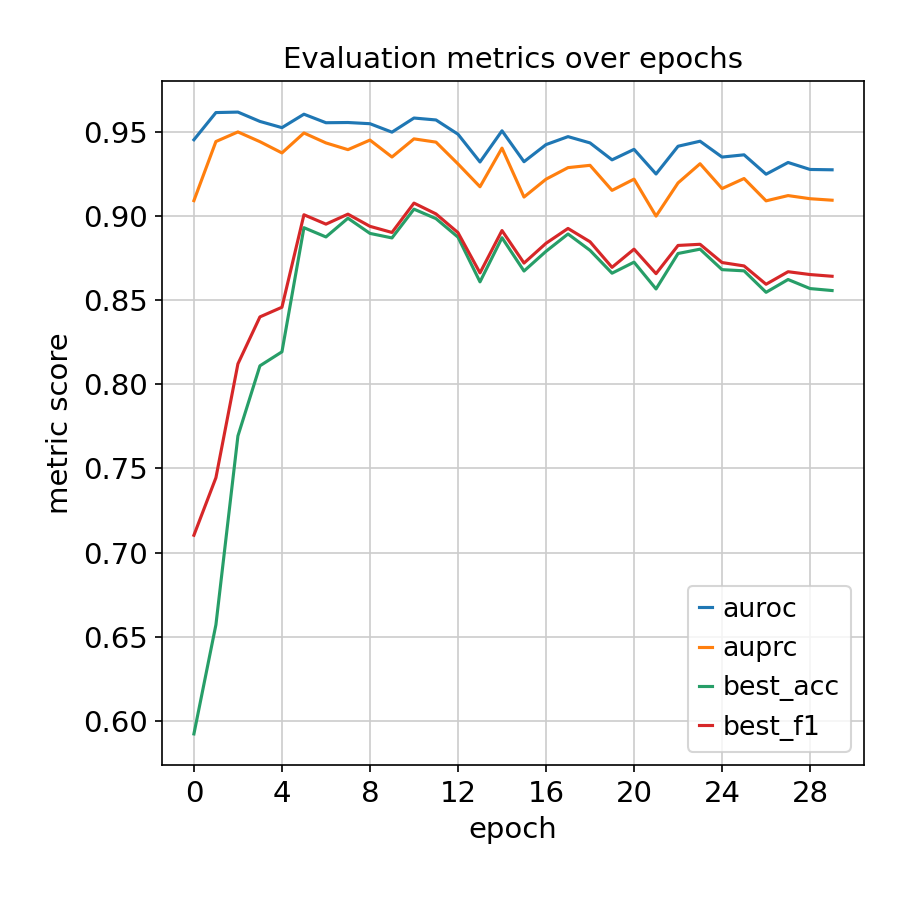 Evaluation metrics over epochs
metric score
0.95
0.90
0.85
0.80
0.75
0.70
0.65
0.60
auroc
auprc
best_acc
best_f1
0 4 8 12 16 20 24 28
epoch